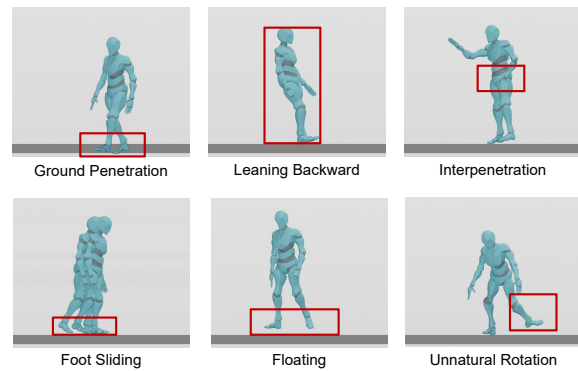 Ground Penetration
Leaning Backward
Interpenetration
Foot Sliding
Floating
Unnatural Rotation